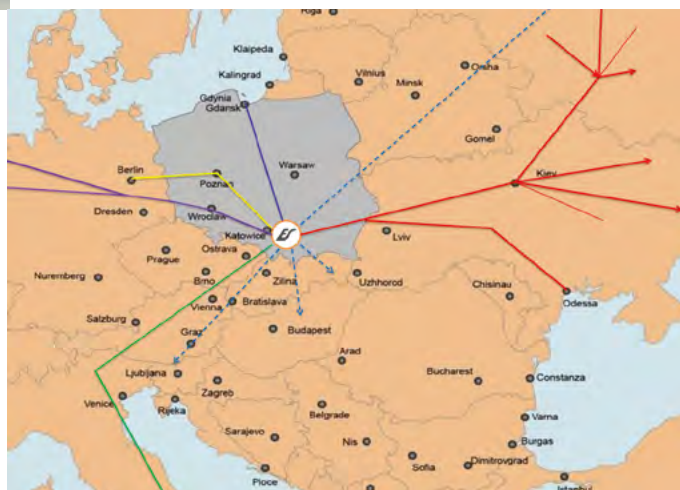 Riga
Klaipeda
Kalingrad
Vilnius
Minsk
Orsha
Gdynia
Gdansk
Gomel
Berlin
Poznan
Warsaw
Kiev
Dresden
Wroclaw
Katowice
Lviv
Prague
Ostrava
Nuremberg
Brno
Zilina
Uzhhorod
Vienna
Bratislava
Chisinau
Odessa
Salzburg
Graz
Budapest
Arad
Ljubljana
Zagreb
Bucharest
Constanza
Venice
Rijeka
Belgrade
Varna
Sarajevo
Nis
Burgas
Sofia
Dimitrovgrad
Ploce
Istanbul